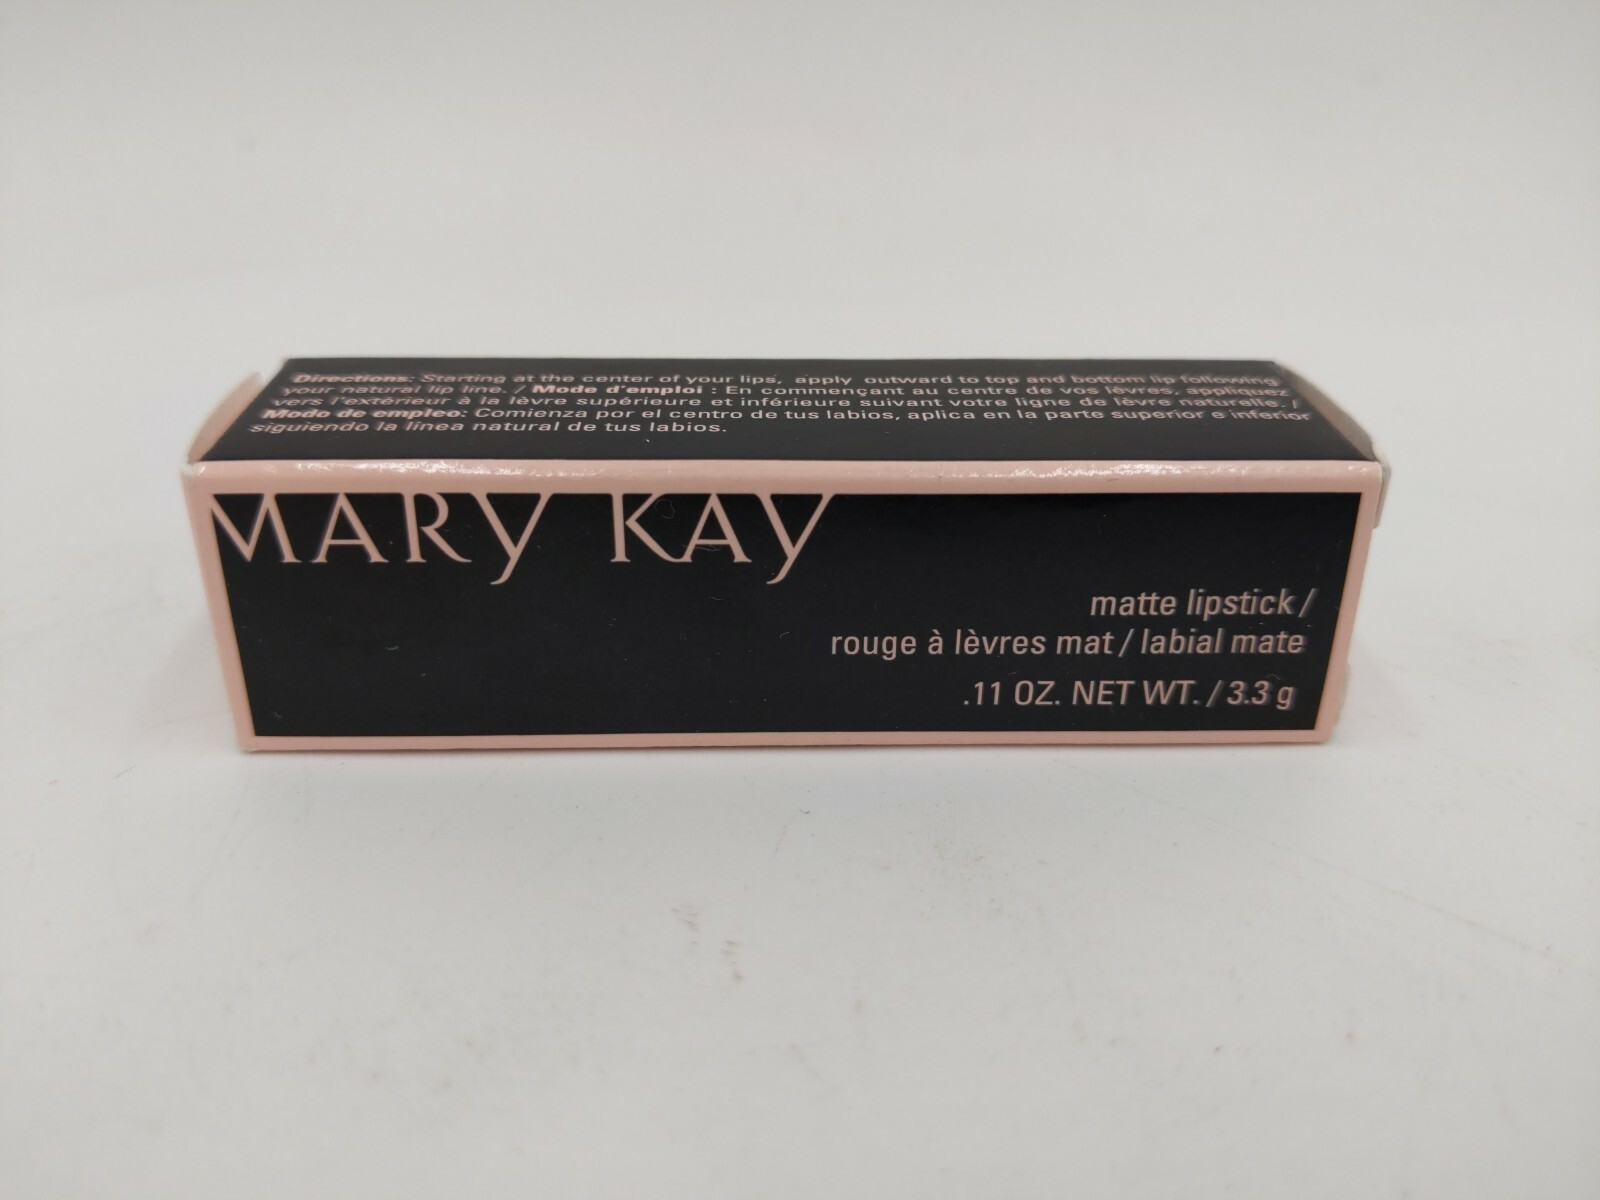 Directions: Starting at the center of your lips, apply outward to top and bottom lip following
your natural lip line. / Mode d'emploi : En commençant au centre de vos lèvres, appliquez
vers l'extérieur à la lèvre supérieure et inférieure suivant votre ligne de lèvre naturelle. /
Modo de empleo: Comienza por el centro de tus labios, aplica en la parte superior e inferior
siguiendo la línea natural de tus labios.
MARY KAY
matte lipstick /
rouge à lèvres mat / labial mate
.11 OZ. NET WT. / 3.3 g